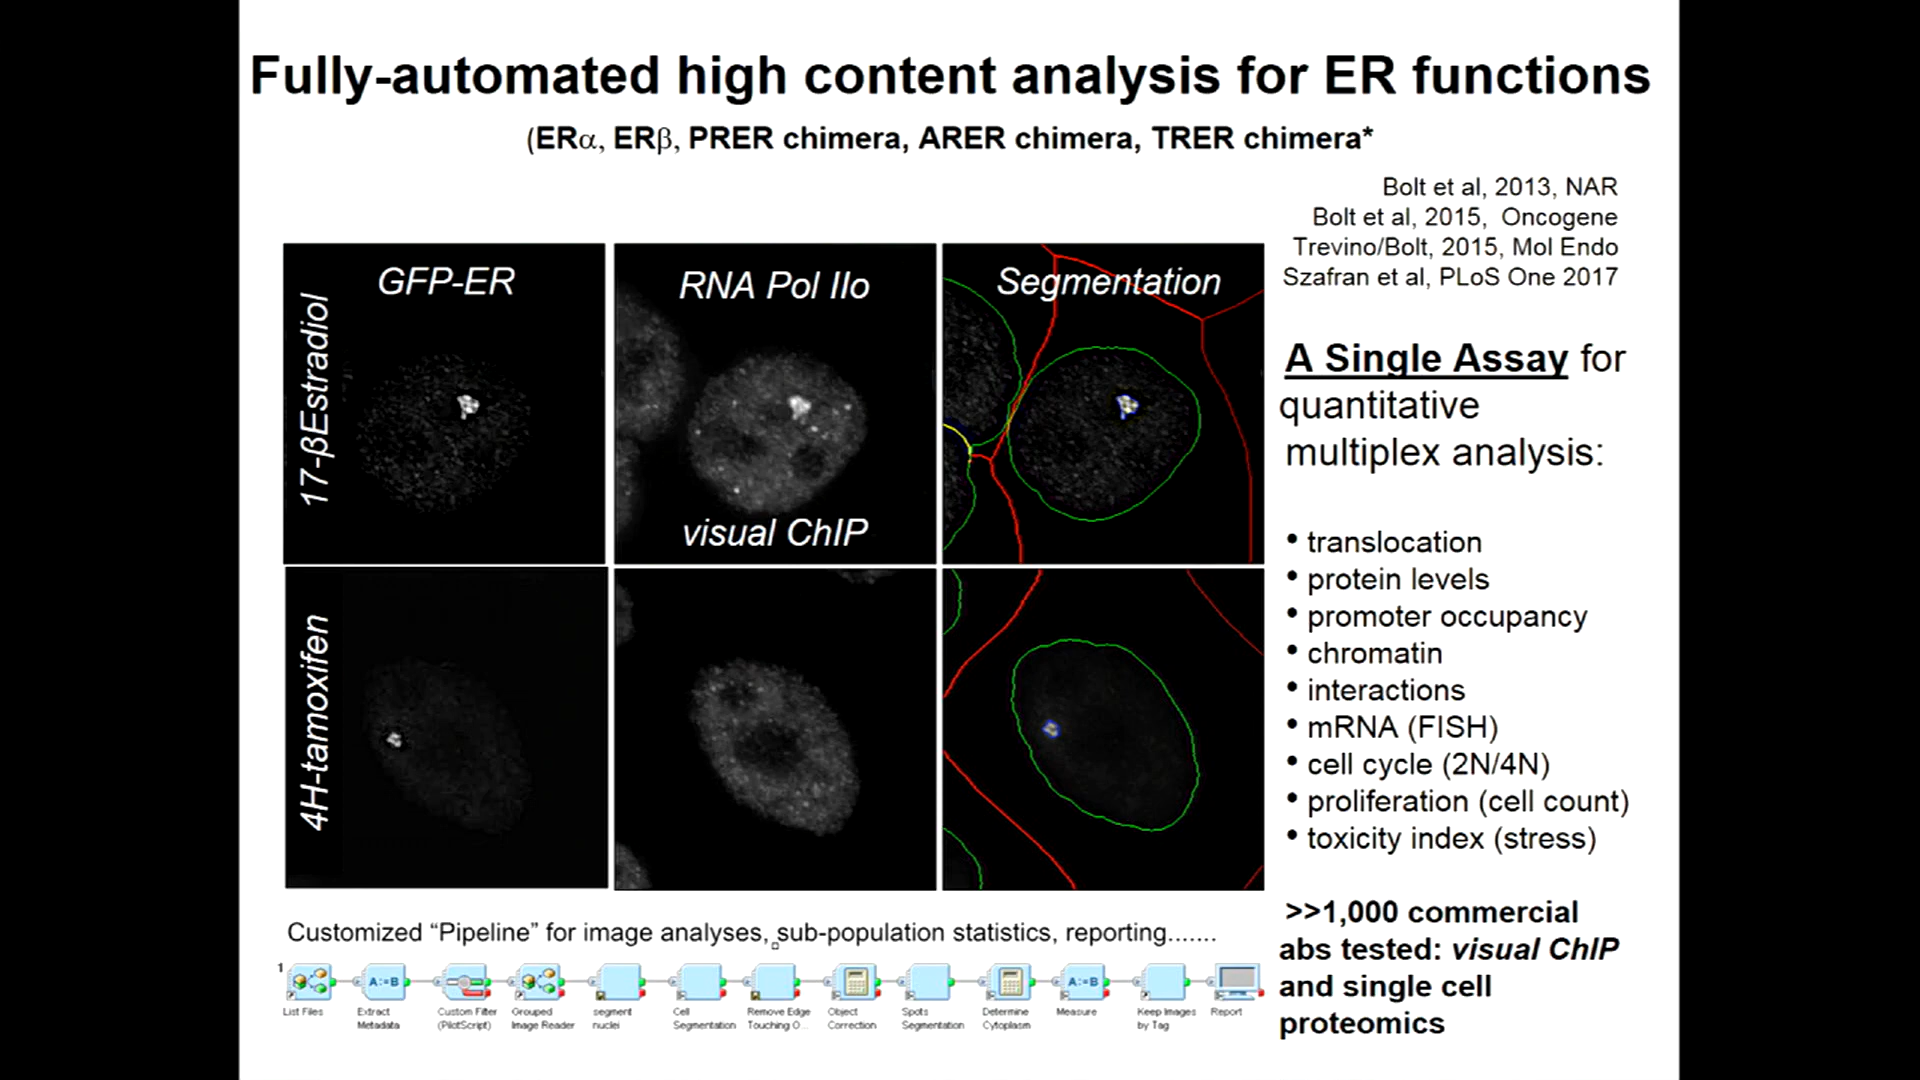 Fully-automated high content analysis for ER functions
(ERα, ERβ, PRER chimera, ARER chimera, TRER chimera*
Bolt et al, 2013, NAR
Bolt et al, 2015, Oncogene
Trevino/Bolt, 2015, Mol Endo
Szafran et al, PLoS One 2017
GFP-ER
RNA Pol IIo
Segmentation
17-βEstradiol
visual ChIP
4H-tamoxifen
A Single Assay for
quantitative
multiplex analysis:
• translocation
• protein levels
• promoter occupancy
• chromatin
• interactions
• mRNA (FISH)
• cell cycle (2N/4N)
• proliferation (cell count)
• toxicity index (stress)
>>1,000 commercial
abs tested: visual ChIP
and single cell
proteomics
Customized “Pipeline” for image analyses, sub-population statistics, reporting.......
1
A:=B
A:=B
List Files
Extract
Metadata
Custom Filter
(PilotScript)
Grouped
Image Reader
segment
nuclei
Cell
Segmentation
Remove Edge
Touching O...
Object
Correction
Spots
Segmentation
Determine
Cytoplasm
Measure
Keep Images
by Tag
Report